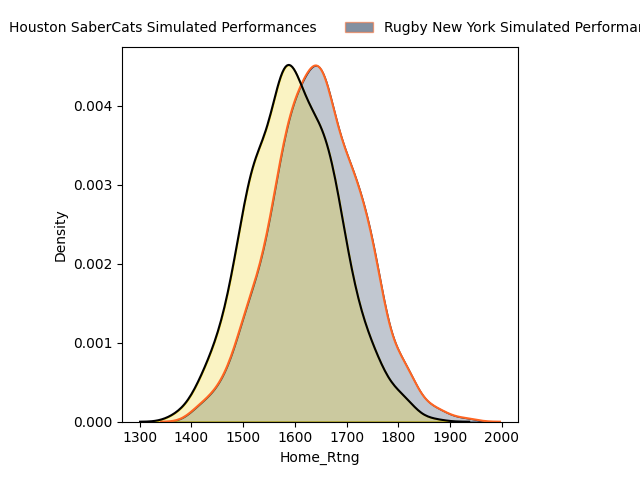 Houston SaberCats Simulated Performances
Rugby New York Simulated
0.004
0.003
0.002
0.001
0.000
Density
1300 1400 1500 1600 1700 1800 1900 2000
Home_Rtng